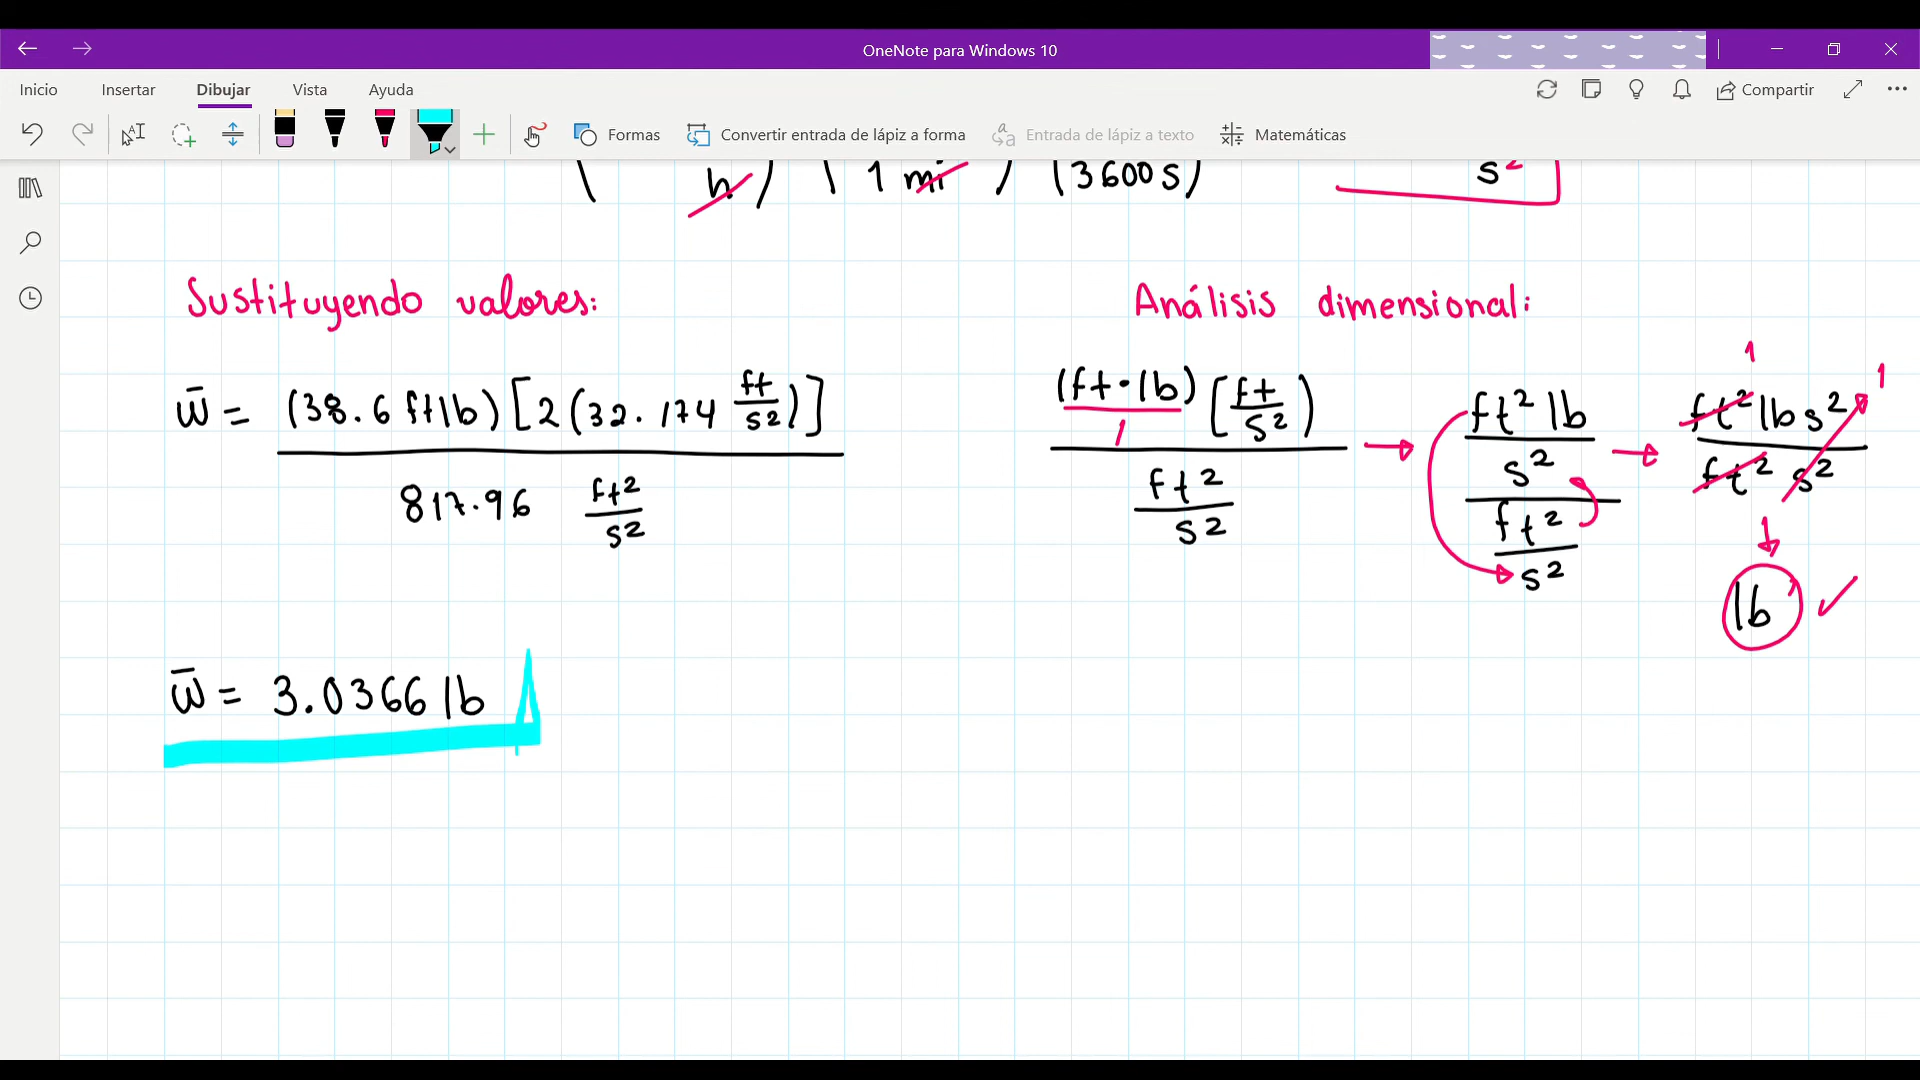 OneNote para Windows 10
Inicio Insertar Dibujar Vista Ayuda Compartir
Formas Convertir entrada de lápiz a forma Entrada de lápiz a texto Matemáticas
( h ) ( 1 mi ) (3600 s) s²
Sustituyendo valores:
w̄ = (38.6 ft lb) [2 (32.174 ft/s²)]
817.96 ft²/s²
w̄ = 3.0366 lb
Análisis dimensional:
(ft·lb) [ft/s²) → ft² lb → ft² lb s² 1 1
1 s² ft² s²
ft²/s² ft²/s²
lb ✓